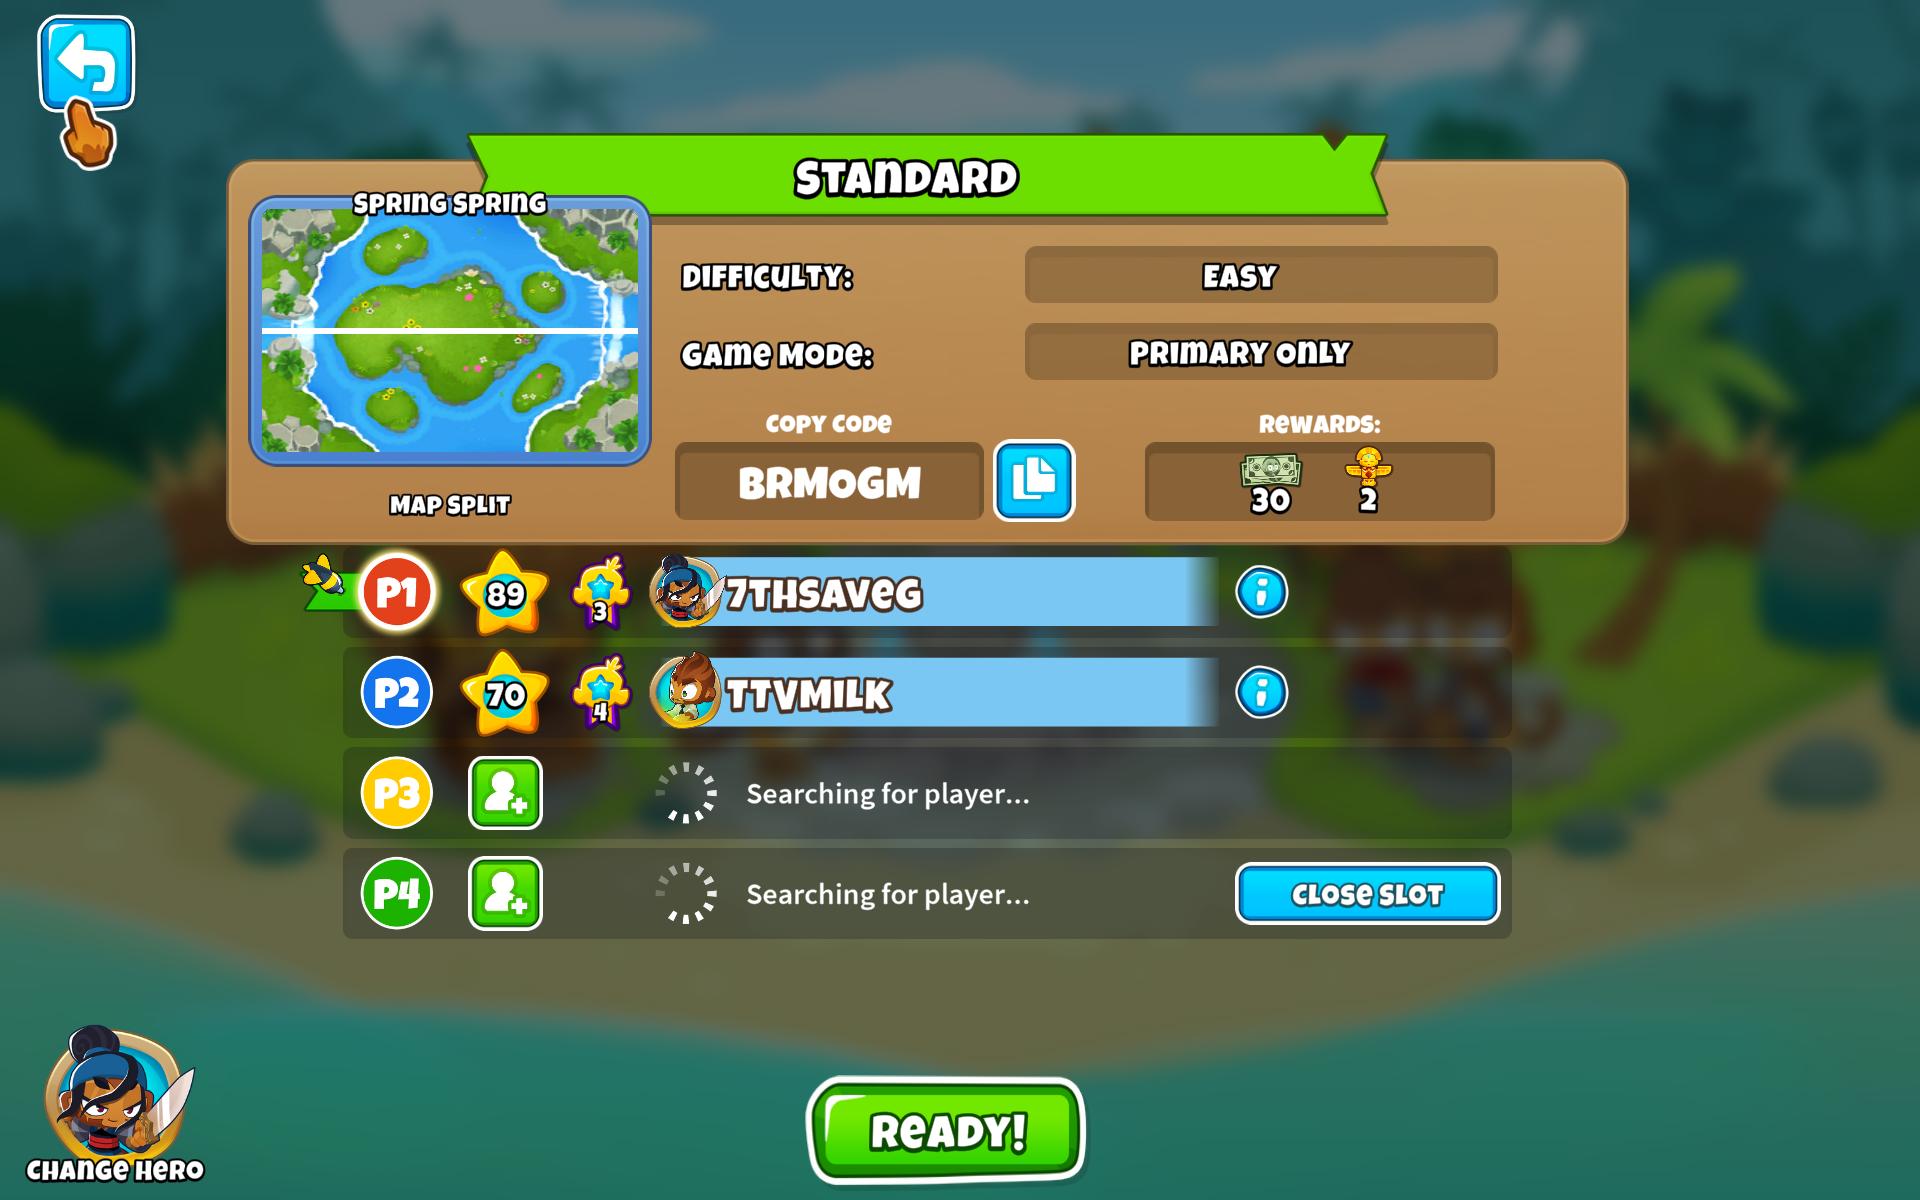 STANDARD
SPRING SPRING
DIFFICULTY:
EASY
GAME MODE:
PRIMARY ONLY
COPY CODE
REWARDS:
BRMOGM
30
2
MAP SPLIT
P1
89
3
7THSAVEG
P2
70
4
TTVMILK
P3
Searching for player...
P4
Searching for player...
CLOSE SLOT
CHANGE HERO
READY!